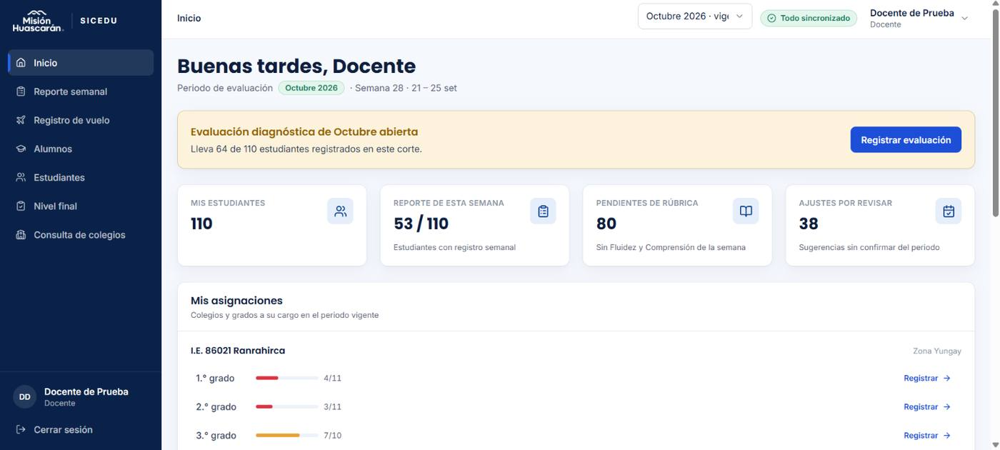 Misión
Huascarán.
SICEDU
Inicio
Reporte semanal
Registro de vuelo
Alumnos
Estudiantes
Nivel final
Consulta de colegios
DD
Docente de Prueba
Docente
Cerrar sesión
Inicio
Octubre 2026 · vige
Todo sincronizado
Docente de Prueba
Docente
Buenas tardes, Docente
Periodo de evaluación Octubre 2026 · Semana 28 · 21 – 25 set
Evaluación diagnóstica de Octubre abierta
Lleva 64 de 110 estudiantes registrados en este corte.
Registrar evaluación
MIS ESTUDIANTES
110
REPORTE DE ESTA SEMANA
53 / 110
Estudiantes con registro semanal
PENDIENTES DE RÚBRICA
80
Sin Fluidez y Comprensión de la semana
AJUSTES POR REVISAR
38
Sugerencias sin confirmar del periodo
Mis asignaciones
Colegios y grados a su cargo en el periodo vigente
I.E. 86021 Ranrahirca Zona Yungay
1.° grado 4/11 Registrar →
2.° grado 3/11 Registrar →
3.° grado 7/10 Registrar →